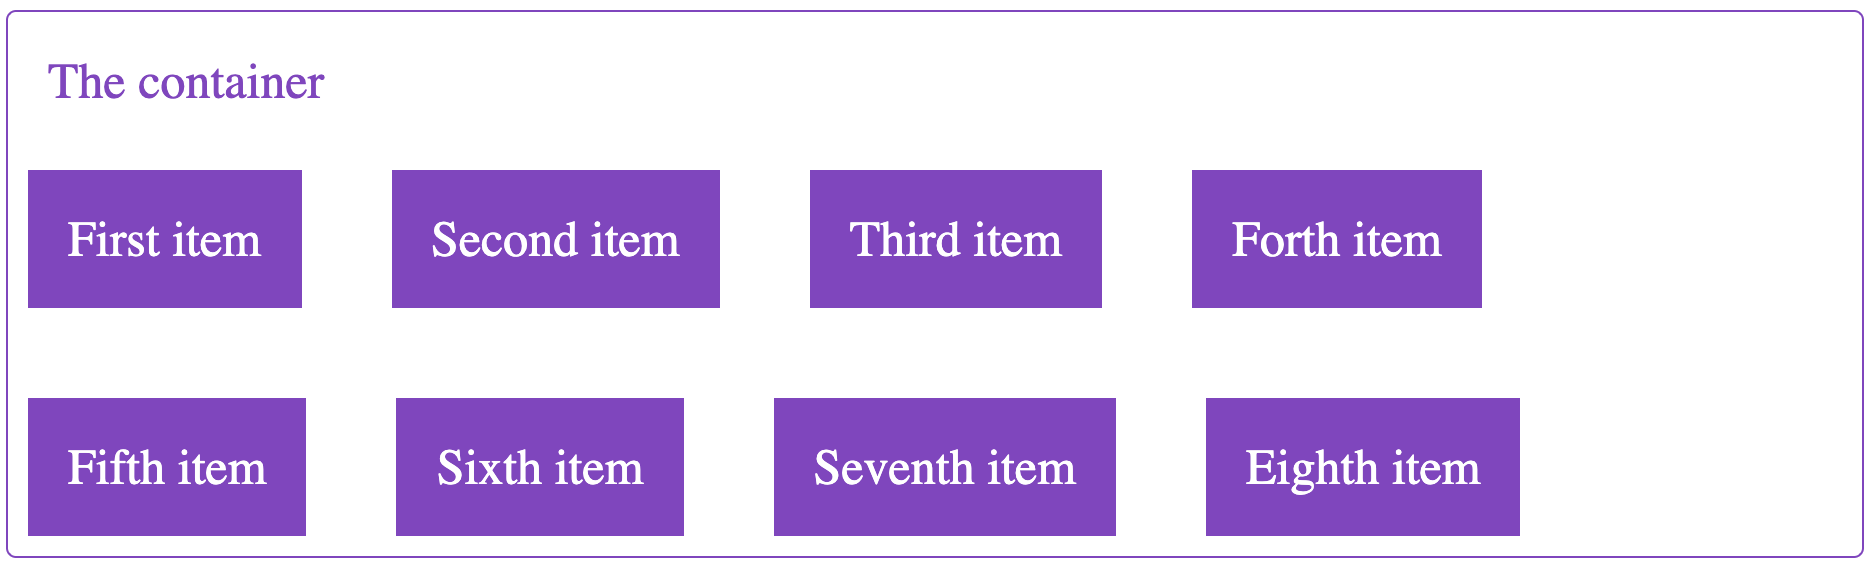 The container
First item Second item Third item Forth item
Fifth item Sixth item Seventh item Eighth item